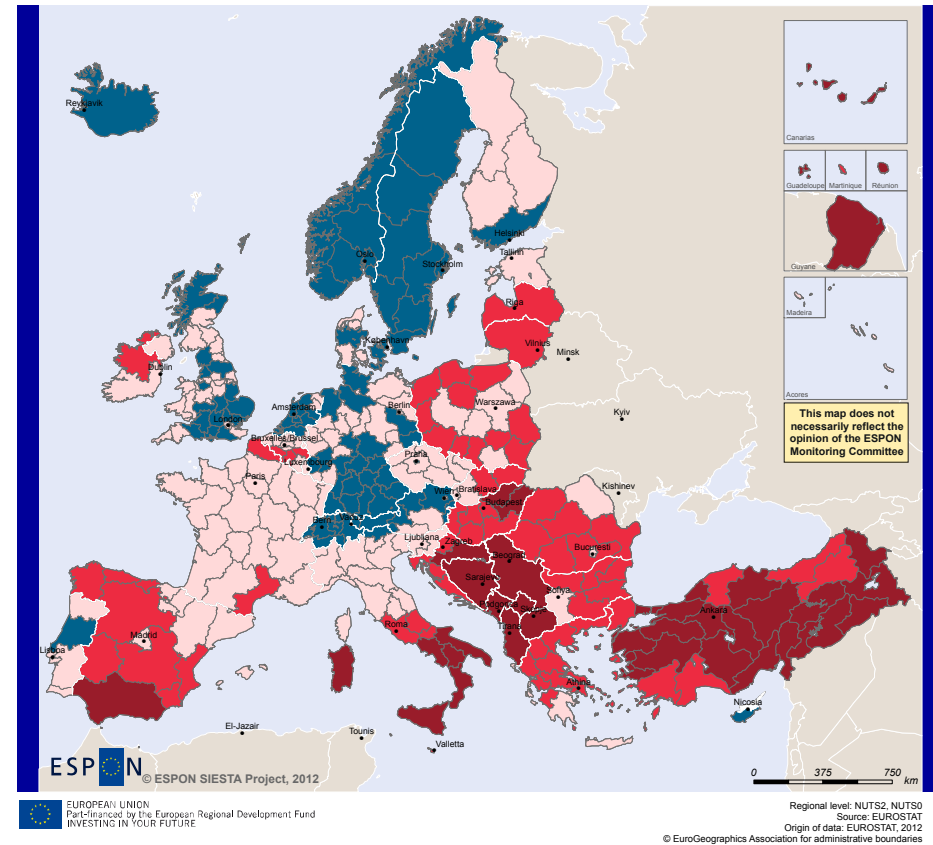 Reykjavik
Canarias
Guadeloupe
Martinique
Réunion
Guyane
Madeira
Acores
This map does not
necessarily reflect the
opinion of the ESPON
Monitoring Committee
Helsinki
Tallinn
Oslo
Stockholm
Riga
København
Vilnius
Minsk
Dublin
Amsterdam
Berlin
Warszawa
London
Kyiv
Bruxelles/Brussel
Luxembourg
Praha
Paris
Kishinev
Wien
Bratislava
Budapest
Bern
Vaduz
Ljubljana
Zagreb
Bucuresti
Beograd
Sarajevo
Sofiya
Podgorica
Skopje
Ankara
Roma
Tirana
Madrid
Lisboa
Athina
Nicosia
El-Jazair
Tounis
Valletta
ESPON
© ESPON SIESTA Project, 2012
0 375 750
km
EUROPEAN UNION
Part-financed by the European Regional Development Fund
INVESTING IN YOUR FUTURE
Regional level: NUTS2, NUTS0
Source: EUROSTAT
Origin of data: EUROSTAT, 2012
© EuroGeographics Association for administrative boundaries